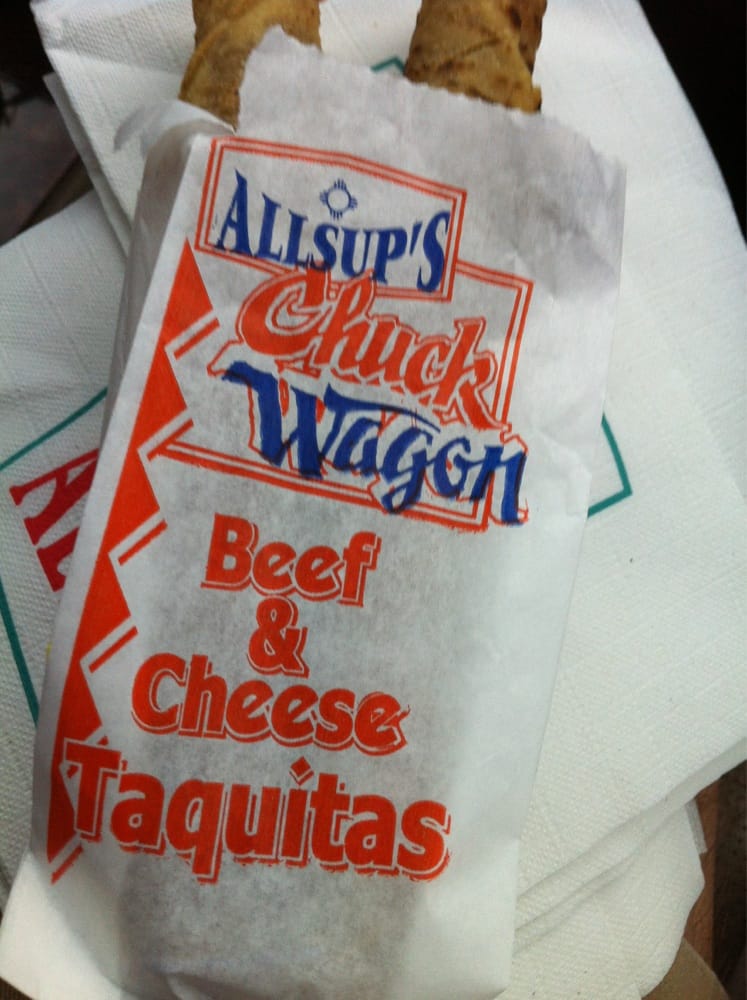 ALLSUP'S
Chuck
Wagon
Beef
&
Cheese
Taquitas